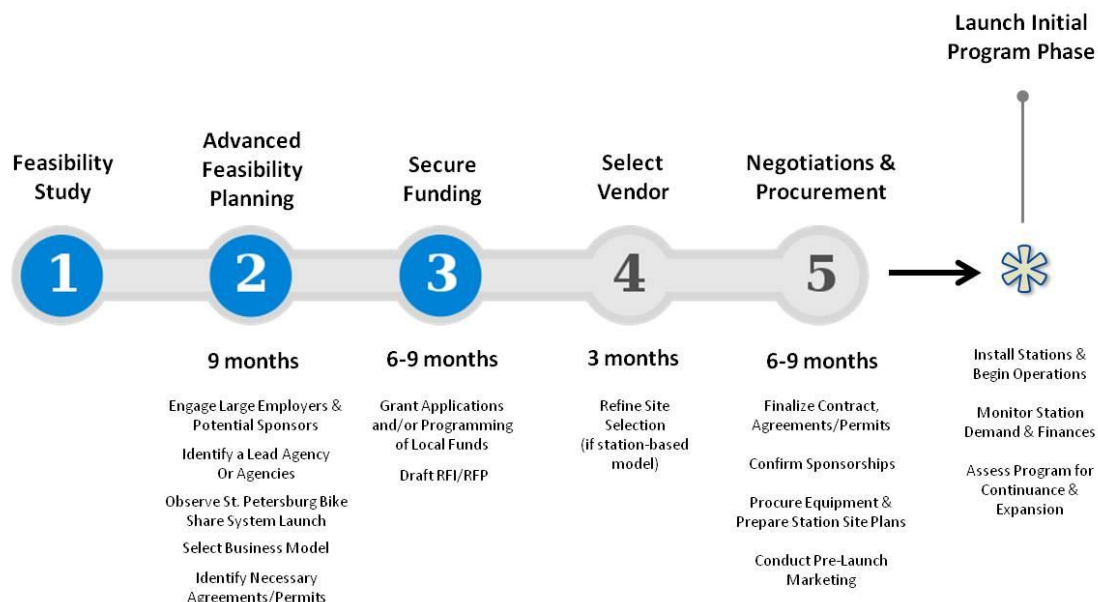 Launch Initial
Program Phase
Feasibility
Study
Advanced
Feasibility
Planning
Secure
Funding
Select
Vendor
Negotiations &
Procurement
1
2
3
4
5
9 months
Engage Large Employers &
Potential Sponsors
Identify a Lead Agency
Or Agencies
Observe St. Petersburg Bike
Share System Launch
Select Business Model
Identify Necessary
Agreements/Permits
6-9 months
Grant Applications
and/or Programming
of Local Funds
Draft RFI/RFP
3 months
Refine Site
Selection
(if station-based
model)
6-9 months
Finalize Contract,
Agreements/Permits
Confirm Sponsorships
Procure Equipment &
Prepare Station Site Plans
Conduct Pre-Launch
Marketing
Install Stations &
Begin Operations
Monitor Station
Demand & Finances
Assess Program for
Continuance &
Expansion